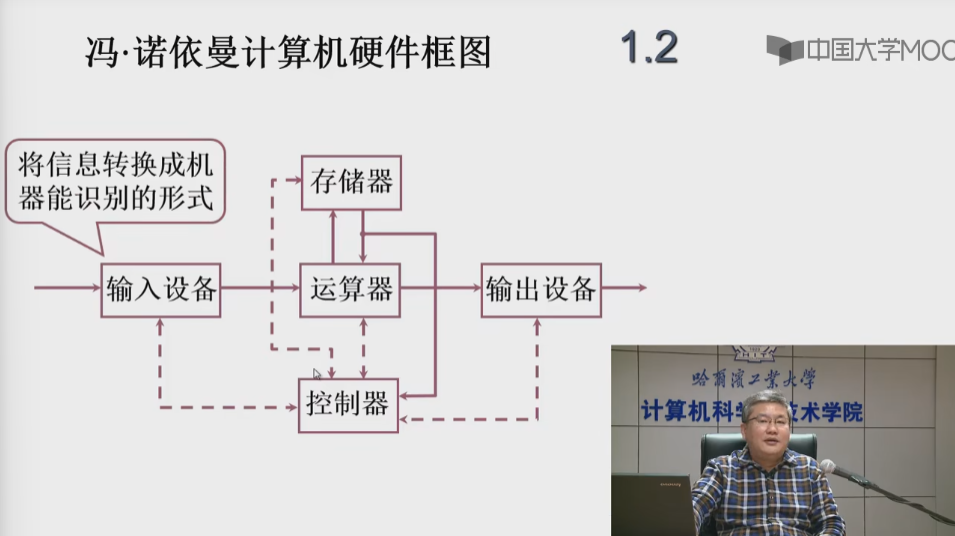 冯·诺依曼计算机硬件框图
1.2
中国大学MOO
将信息转换成机
器能识别的形式
存储器
输入设备
运算器
输出设备
控制器
HIT
哈尔滨工业大学
计算机科学
技术学院